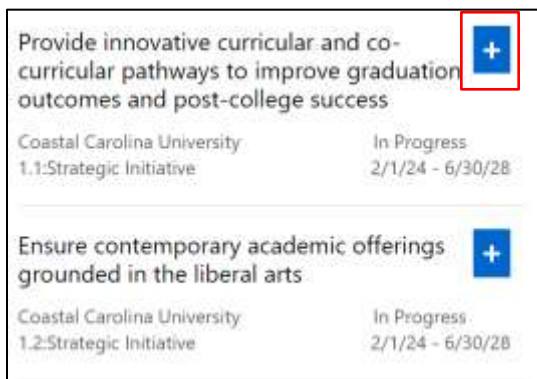 Provide innovative curricular and co-
curricular pathways to improve graduation
outcomes and post-college success
+
Coastal Carolina University In Progress
1.1:Strategic Initiative 2/1/24 - 6/30/28
Ensure contemporary academic offerings
grounded in the liberal arts
+
Coastal Carolina University In Progress
1.2:Strategic Initiative 2/1/24 - 6/30/28